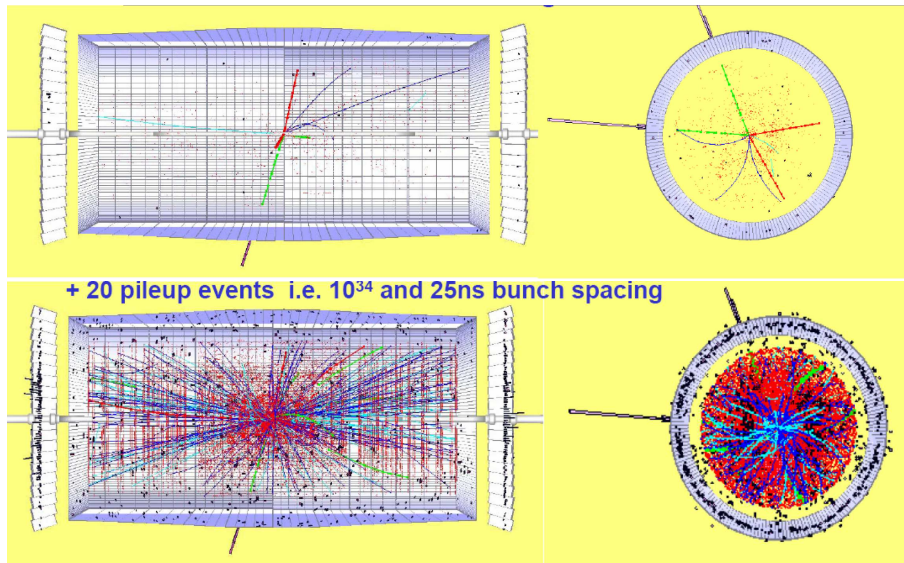 + 20 pileup events i.e. 10³⁴ and 25ns bunch spacing